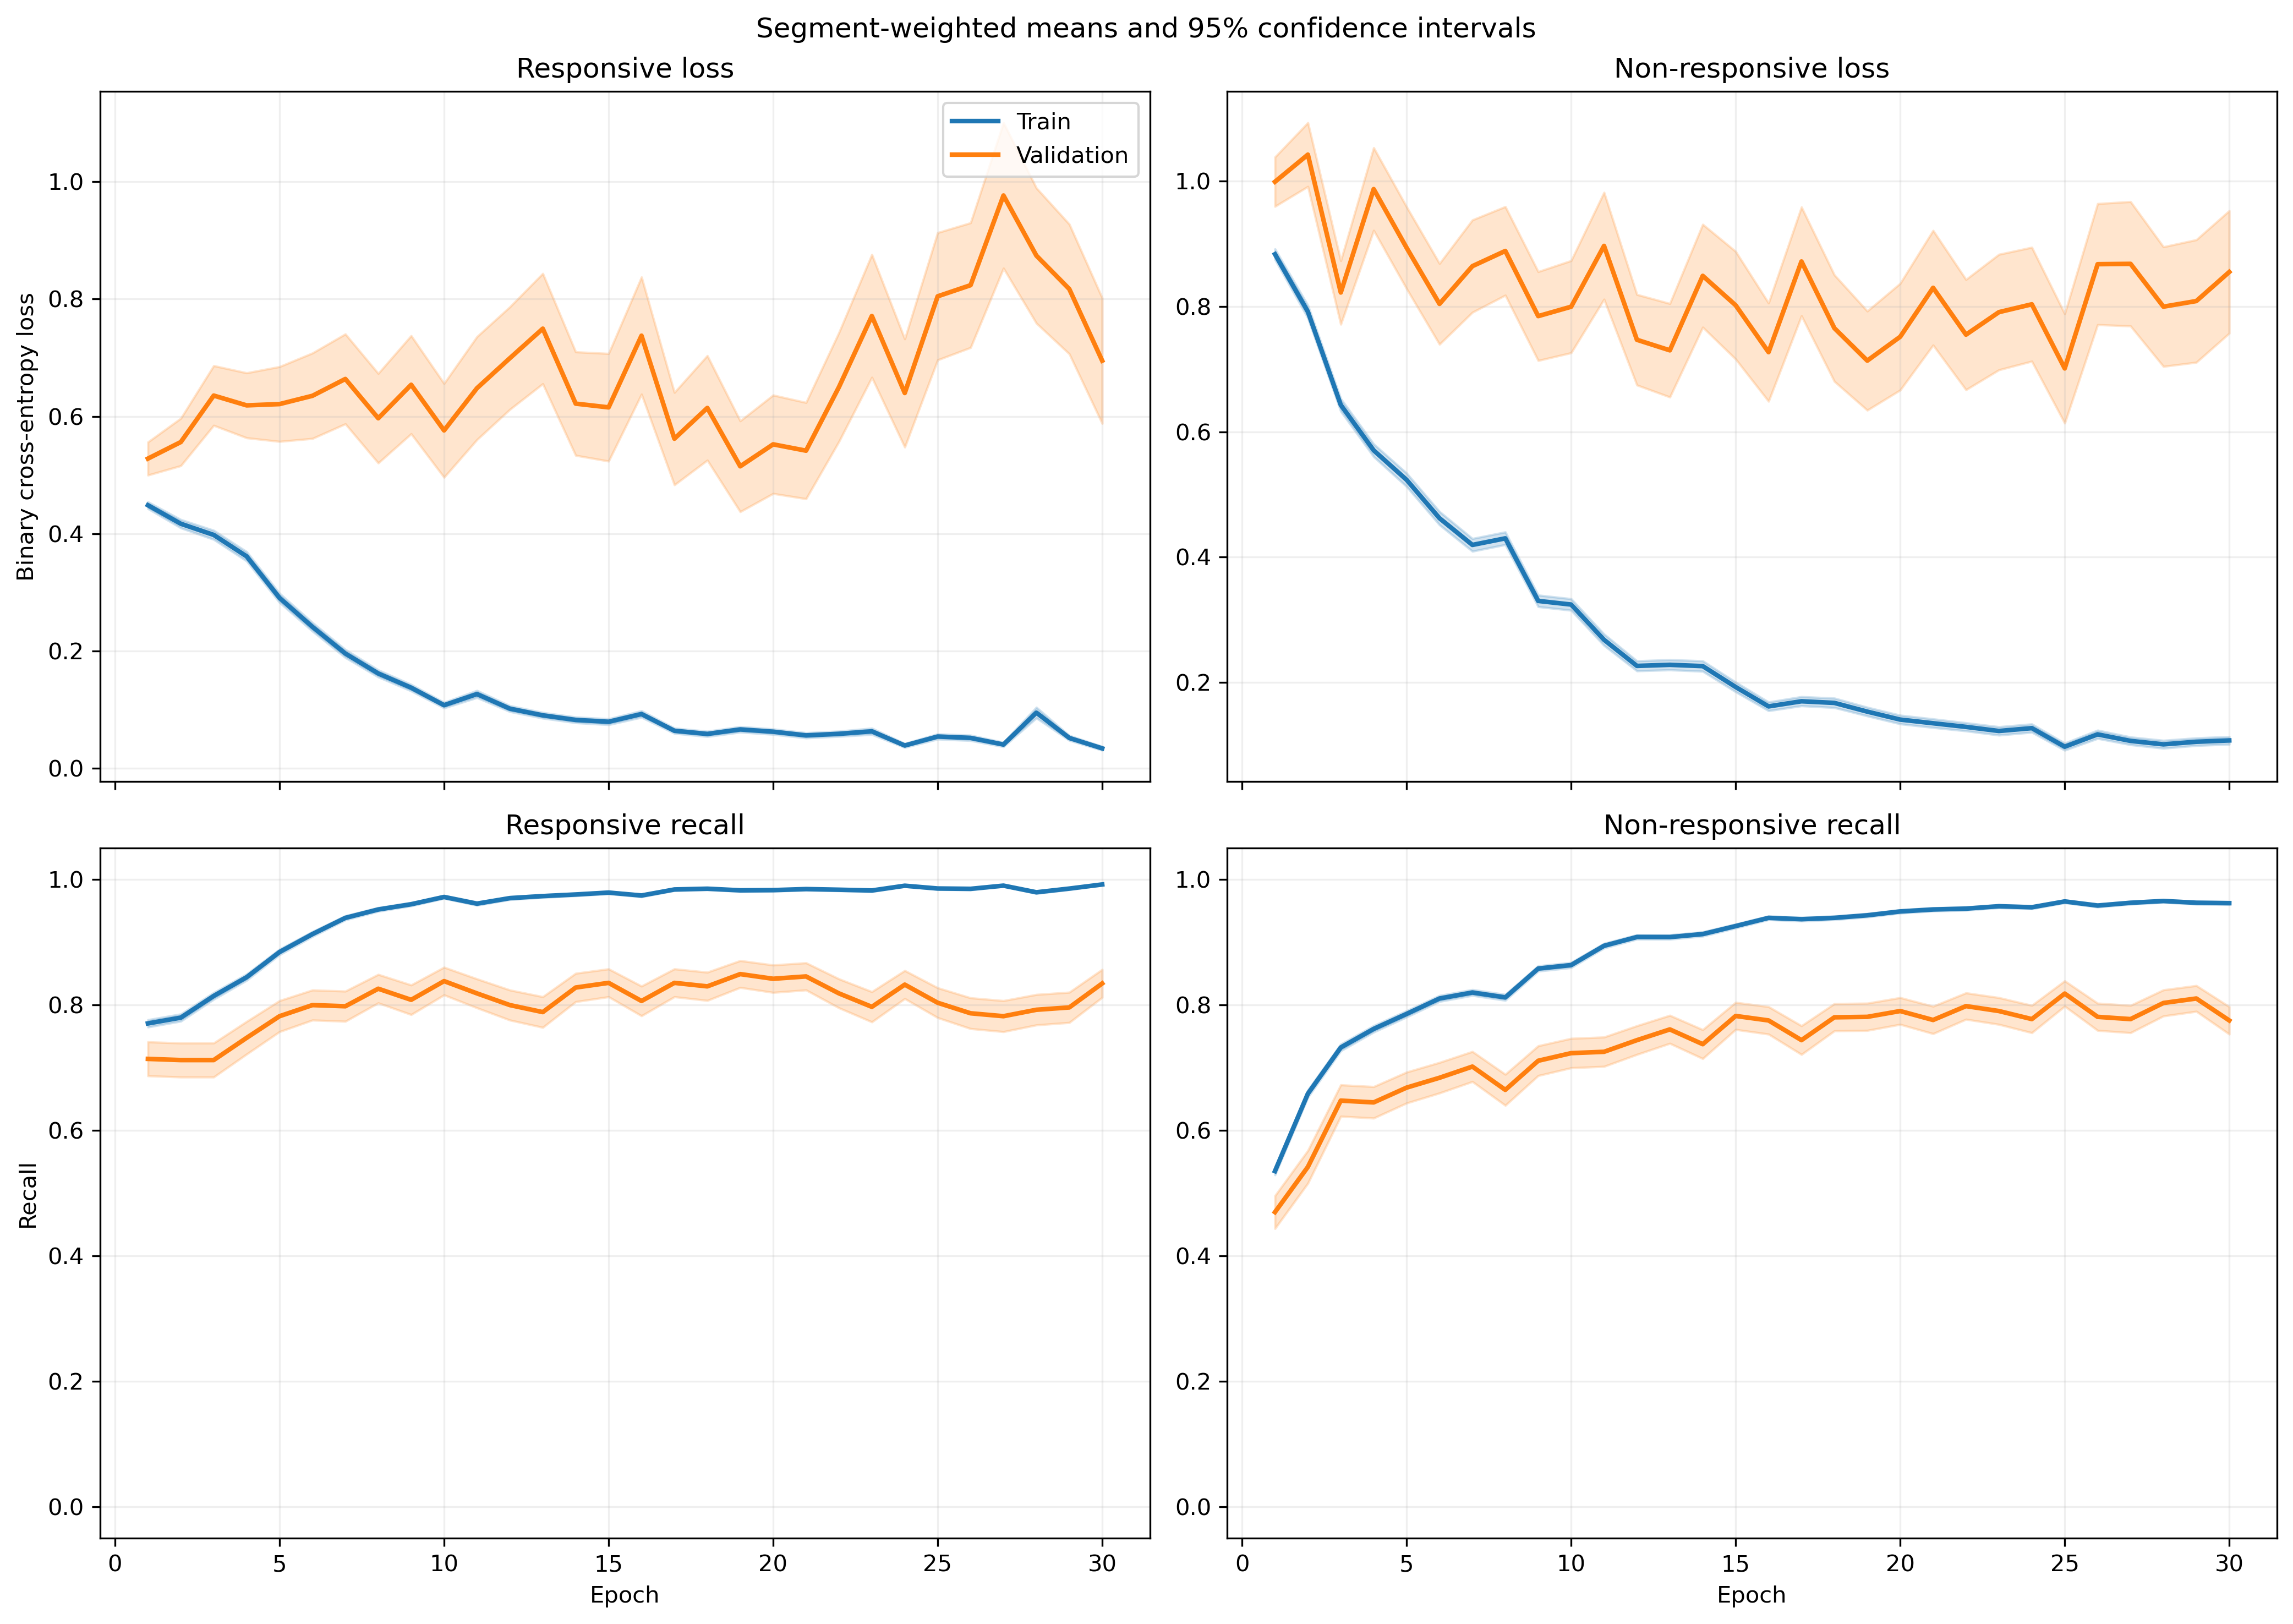 Segment-weighted means and 95% confidence intervals
Responsive loss
Non-responsive loss
Binary cross-entropy loss
1.0
0.8
0.6
0.4
0.2
0.0
Train
Validation
1.0
0.8
0.6
0.4
0.2
Responsive recall
Non-responsive recall
Recall
1.0
0.8
0.6
0.4
0.2
0.0
0 5 10 15 20 25 30
Epoch
1.0
0.8
0.6
0.4
0.2
0.0
0 5 10 15 20 25 30
Epoch